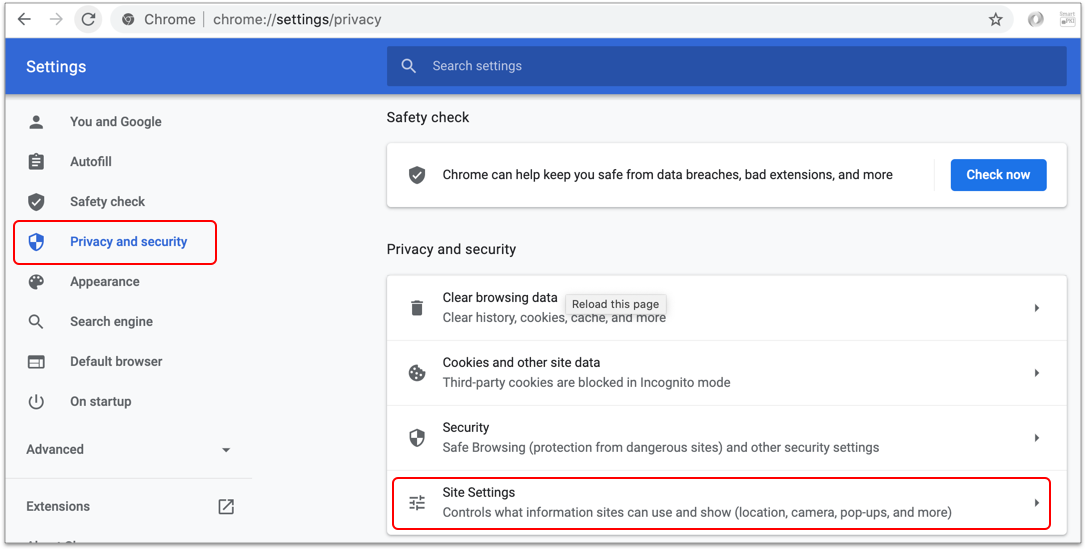 Chrome
chrome://settings/privacy
Settings
Search settings
You and Google
Autofill
Safety check
Privacy and security
Appearance
Search engine
Default browser
On startup
Advanced
Extensions
Safety check
Chrome can help keep you safe from data breaches, bad extensions, and more
Check now
Privacy and security
Clear browsing data
Reload this page
Clear history, cookies, cache, and more
Cookies and other site data
Third-party cookies are blocked in Incognito mode
Security
Safe Browsing (protection from dangerous sites) and other security settings
Site Settings
Controls what information sites can use and show (location, camera, pop-ups, and more)